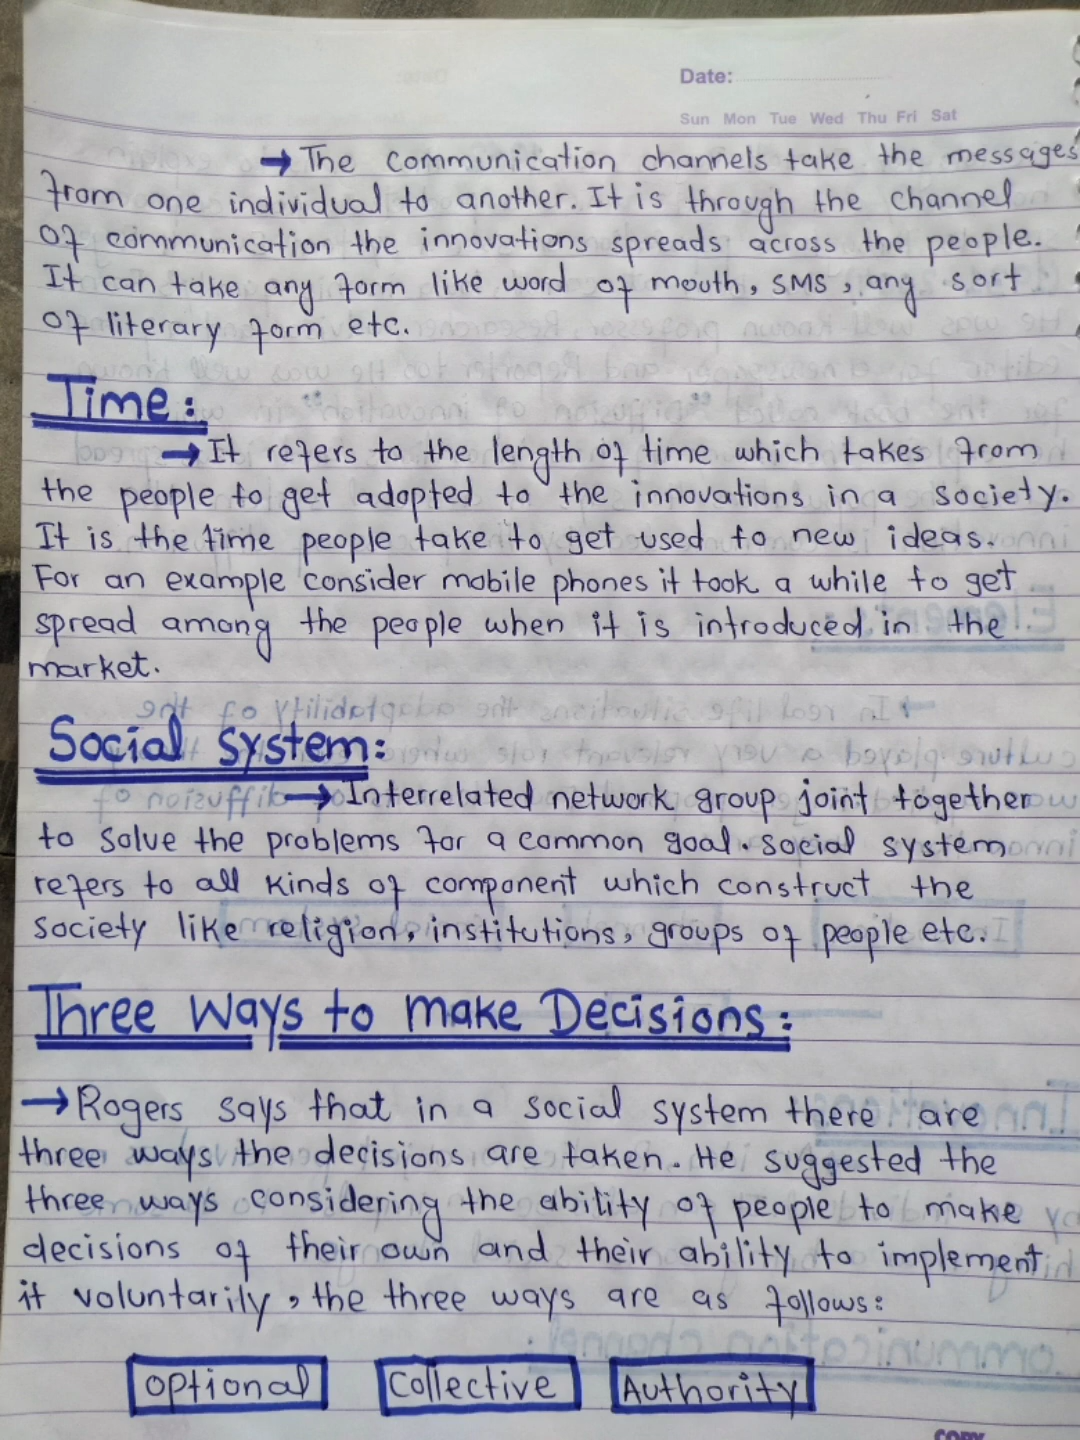 Date:
Sun Mon Tue Wed Thu Fri Sat
→ The communication channels take the messages
from one individual to another. It is through the channel
of communication the innovations spreads across the people.
It can take any form like word of mouth, SMS, any sort
of literary form etc.
Time:
→ It refers to the length of time which takes from
the people to get adopted to the innovations in a society.
It is the time people take to get used to new ideas.
For an example consider mobile phones it took a while to get
spread among the people when it is introduced in the
market.
Social System:
→ Interrelated network group joint together
to solve the problems for a common goal. social system
refers to all kinds of component which construct the
society like religion, institutions, groups of people etc.
Three Ways to make Decisions:
→ Rogers says that in a social system there are
three ways the decisions are taken. He suggested the
three ways considering the ability of people to make
decisions of their own and their ability to implement
it voluntarily, the three ways are as follows:
Optional Collective Authority